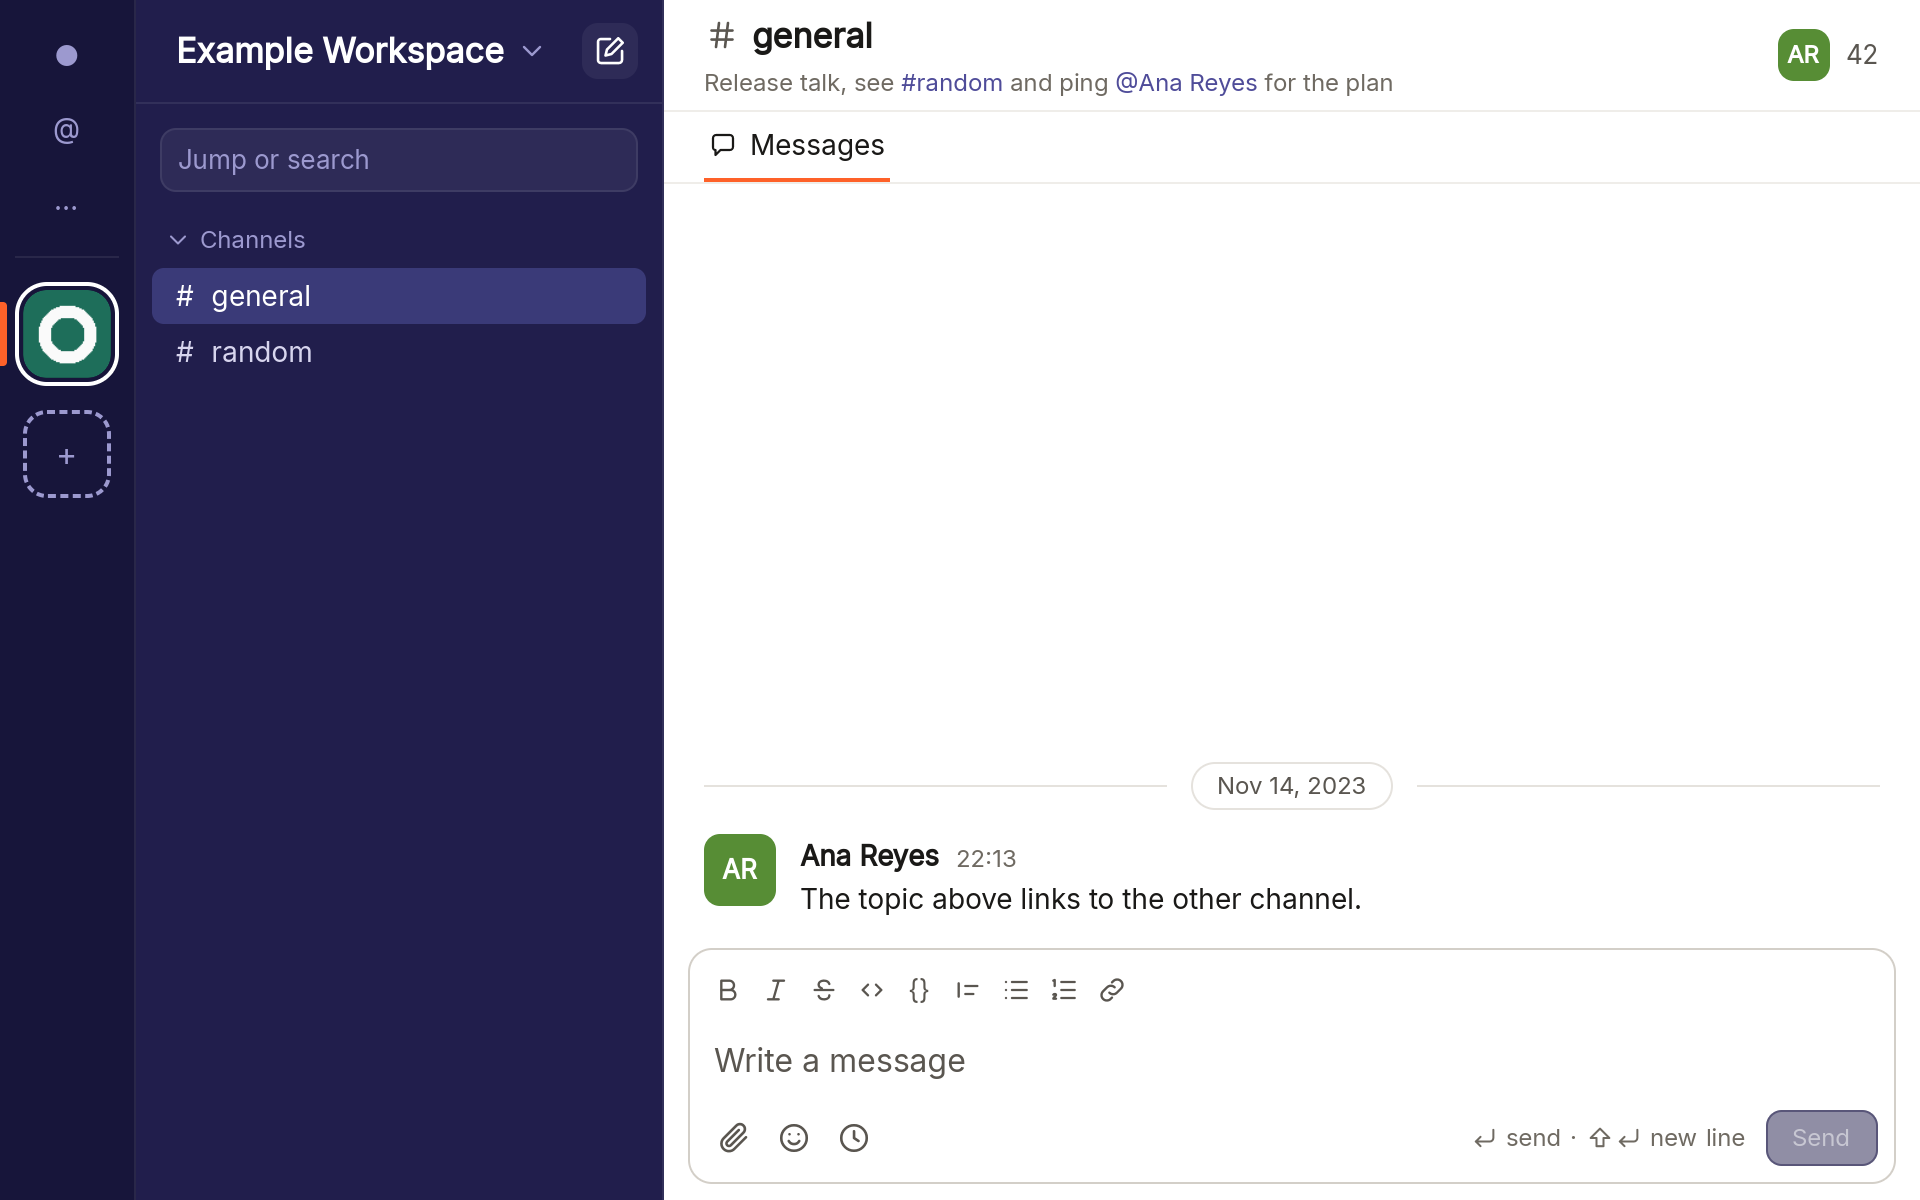 @
...
+
Example Workspace
Jump or search
Channels
# general
# random
# general
Release talk, see #random and ping @Ana Reyes for the plan
AR 42
Messages
Nov 14, 2023
AR
Ana Reyes 22:13
The topic above links to the other channel.
Write a message
send · new line
Send